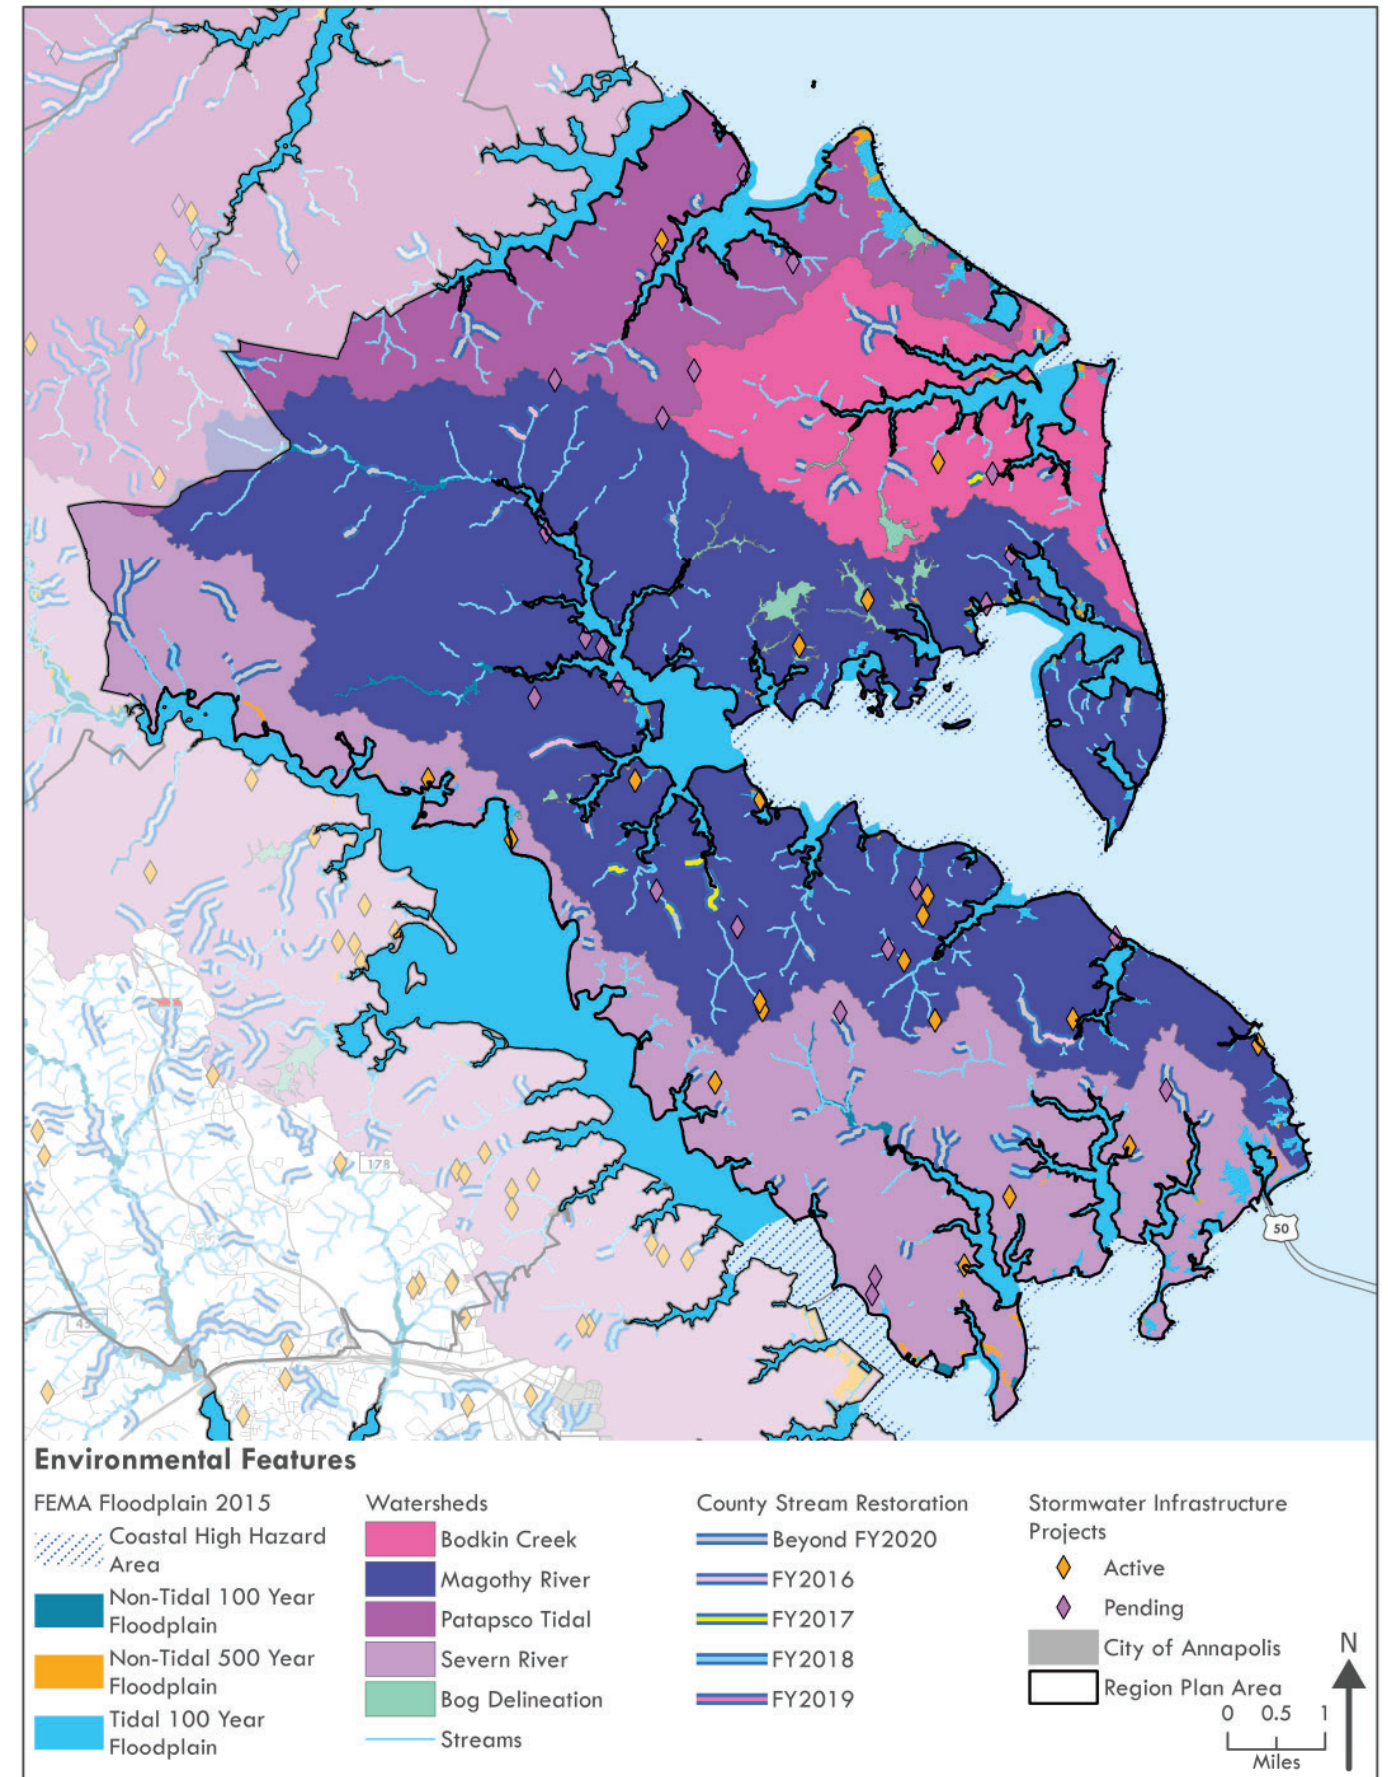 178
50
Environmental Features
FEMA Floodplain 2015
Coastal High Hazard
Area
Non-Tidal 100 Year
Floodplain
Non-Tidal 500 Year
Floodplain
Tidal 100 Year
Floodplain
Watersheds
Bodkin Creek
Magothy River
Patapsco Tidal
Severn River
Bog Delineation
Streams
County Stream Restoration
Beyond FY2020
FY2016
FY2017
FY2018
FY2019
Stormwater Infrastructure
Projects
Active
Pending
City of Annapolis
Region Plan Area
N
0 0.5 1
Miles